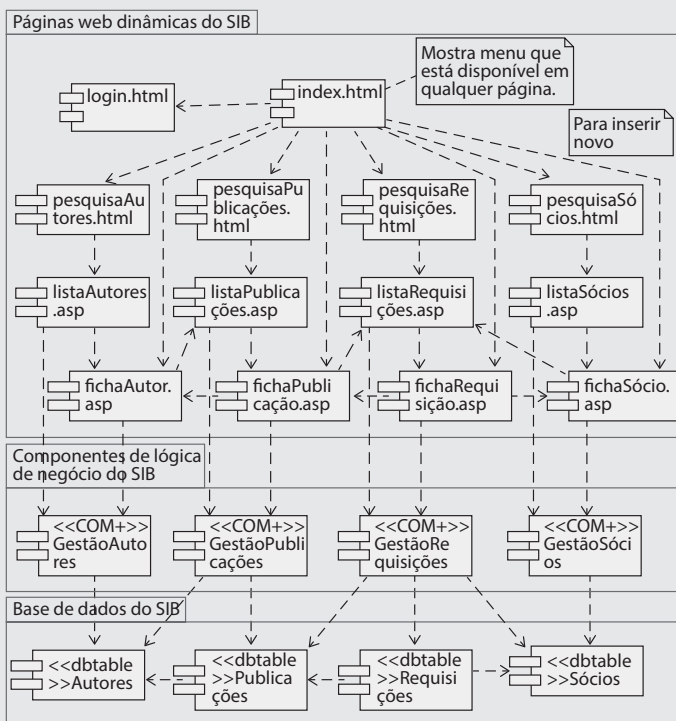 Páginas web dinâmicas do SIB
Mostra menu que
está disponível em
qualquer página.
login.html
index.html
Para inserir
novo
pesquisaAu
tores.html
pesquisaPu
blicações.
html
pesquisaRe
quisições.
html
pesquisaSó
cios.html
listaAutores
.asp
listaPublica
ções.asp
listaRequisi
ções.asp
listaSócios
.asp
fichaAutor.
asp
fichaPubli
cação.asp
fichaRequi
sição.asp
fichaSócio.
asp
Componentes de lógica
de negócio do SIB
<<COM+>>
GestãoAuto
res
<<COM+>>
GestãoPubli
cações
<<COM+>>
GestãoRe
quisições
<<COM+>>
GestãoSóci
os
Base de dados do SIB
<<dbtable
>>Autores
<<dbtable
>>Publica
ções
<<dbtable
>>Requisi
ções
<<dbtable
>>Sócios